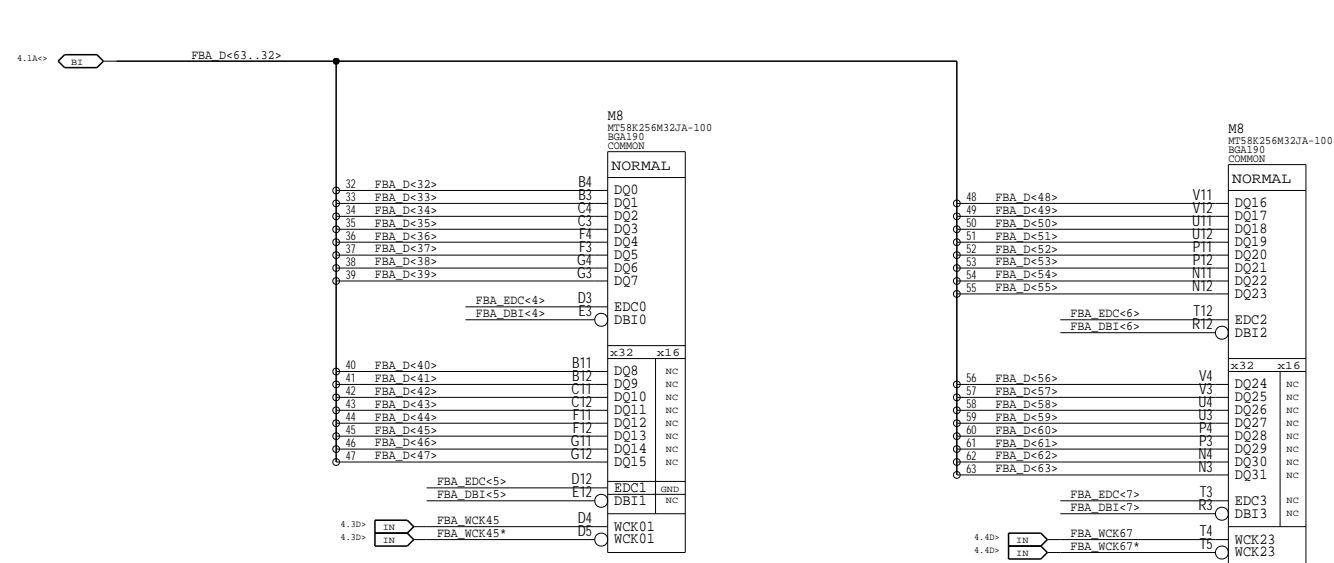 4.1A<> BI FBA_D<63..32>
M8
MT58K256M32JA-100
BGA190
COMMON
NORMAL
32 FBA_D<32> B4 DQ0
33 FBA_D<33> B3 DQ1
34 FBA_D<34> C4 DQ2
35 FBA_D<35> C3 DQ3
36 FBA_D<36> F4 DQ4
37 FBA_D<37> F3 DQ5
38 FBA_D<38> G4 DQ6
39 FBA_D<39> G3 DQ7
FBA_EDC<4> D3 EDC0
FBA_DBI<4> E3 DBI0
x32 x16
40 FBA_D<40> B11 DQ8 NC
41 FBA_D<41> B12 DQ9 NC
42 FBA_D<42> C11 DQ10 NC
43 FBA_D<43> C12 DQ11 NC
44 FBA_D<44> F11 DQ12 NC
45 FBA_D<45> F12 DQ13 NC
46 FBA_D<46> G11 DQ14 NC
47 FBA_D<47> G12 DQ15 NC
FBA_EDC<5> D12 EDC1 GND
FBA_DBI<5> E12 DBI1 NC
4.3D> IN FBA_WCK45 D4 WCK01
4.3D> IN FBA_WCK45* D5 WCK01
M8
MT58K256M32JA-100
BGA190
COMMON
NORMAL
48 FBA_D<48> V11 DQ16
49 FBA_D<49> V12 DQ17
50 FBA_D<50> U11 DQ18
51 FBA_D<51> U12 DQ19
52 FBA_D<52> P11 DQ20
53 FBA_D<53> P12 DQ21
54 FBA_D<54> N11 DQ22
55 FBA_D<55> N12 DQ23
FBA_EDC<6> T12 EDC2
FBA_DBI<6> R12 DBI2
x32 x16
56 FBA_D<56> V4 DQ24 NC
57 FBA_D<57> V3 DQ25 NC
58 FBA_D<58> U4 DQ26 NC
59 FBA_D<59> U3 DQ27 NC
60 FBA_D<60> P4 DQ28 NC
61 FBA_D<61> P3 DQ29 NC
62 FBA_D<62> N4 DQ30 NC
63 FBA_D<63> N3 DQ31 NC
FBA_EDC<7> T3 EDC3 NC
FBA_DBI<7> R3 DBI3 NC
4.4D> IN FBA_WCK67 T4 WCK23
4.4D> IN FBA_WCK67* T5 WCK23